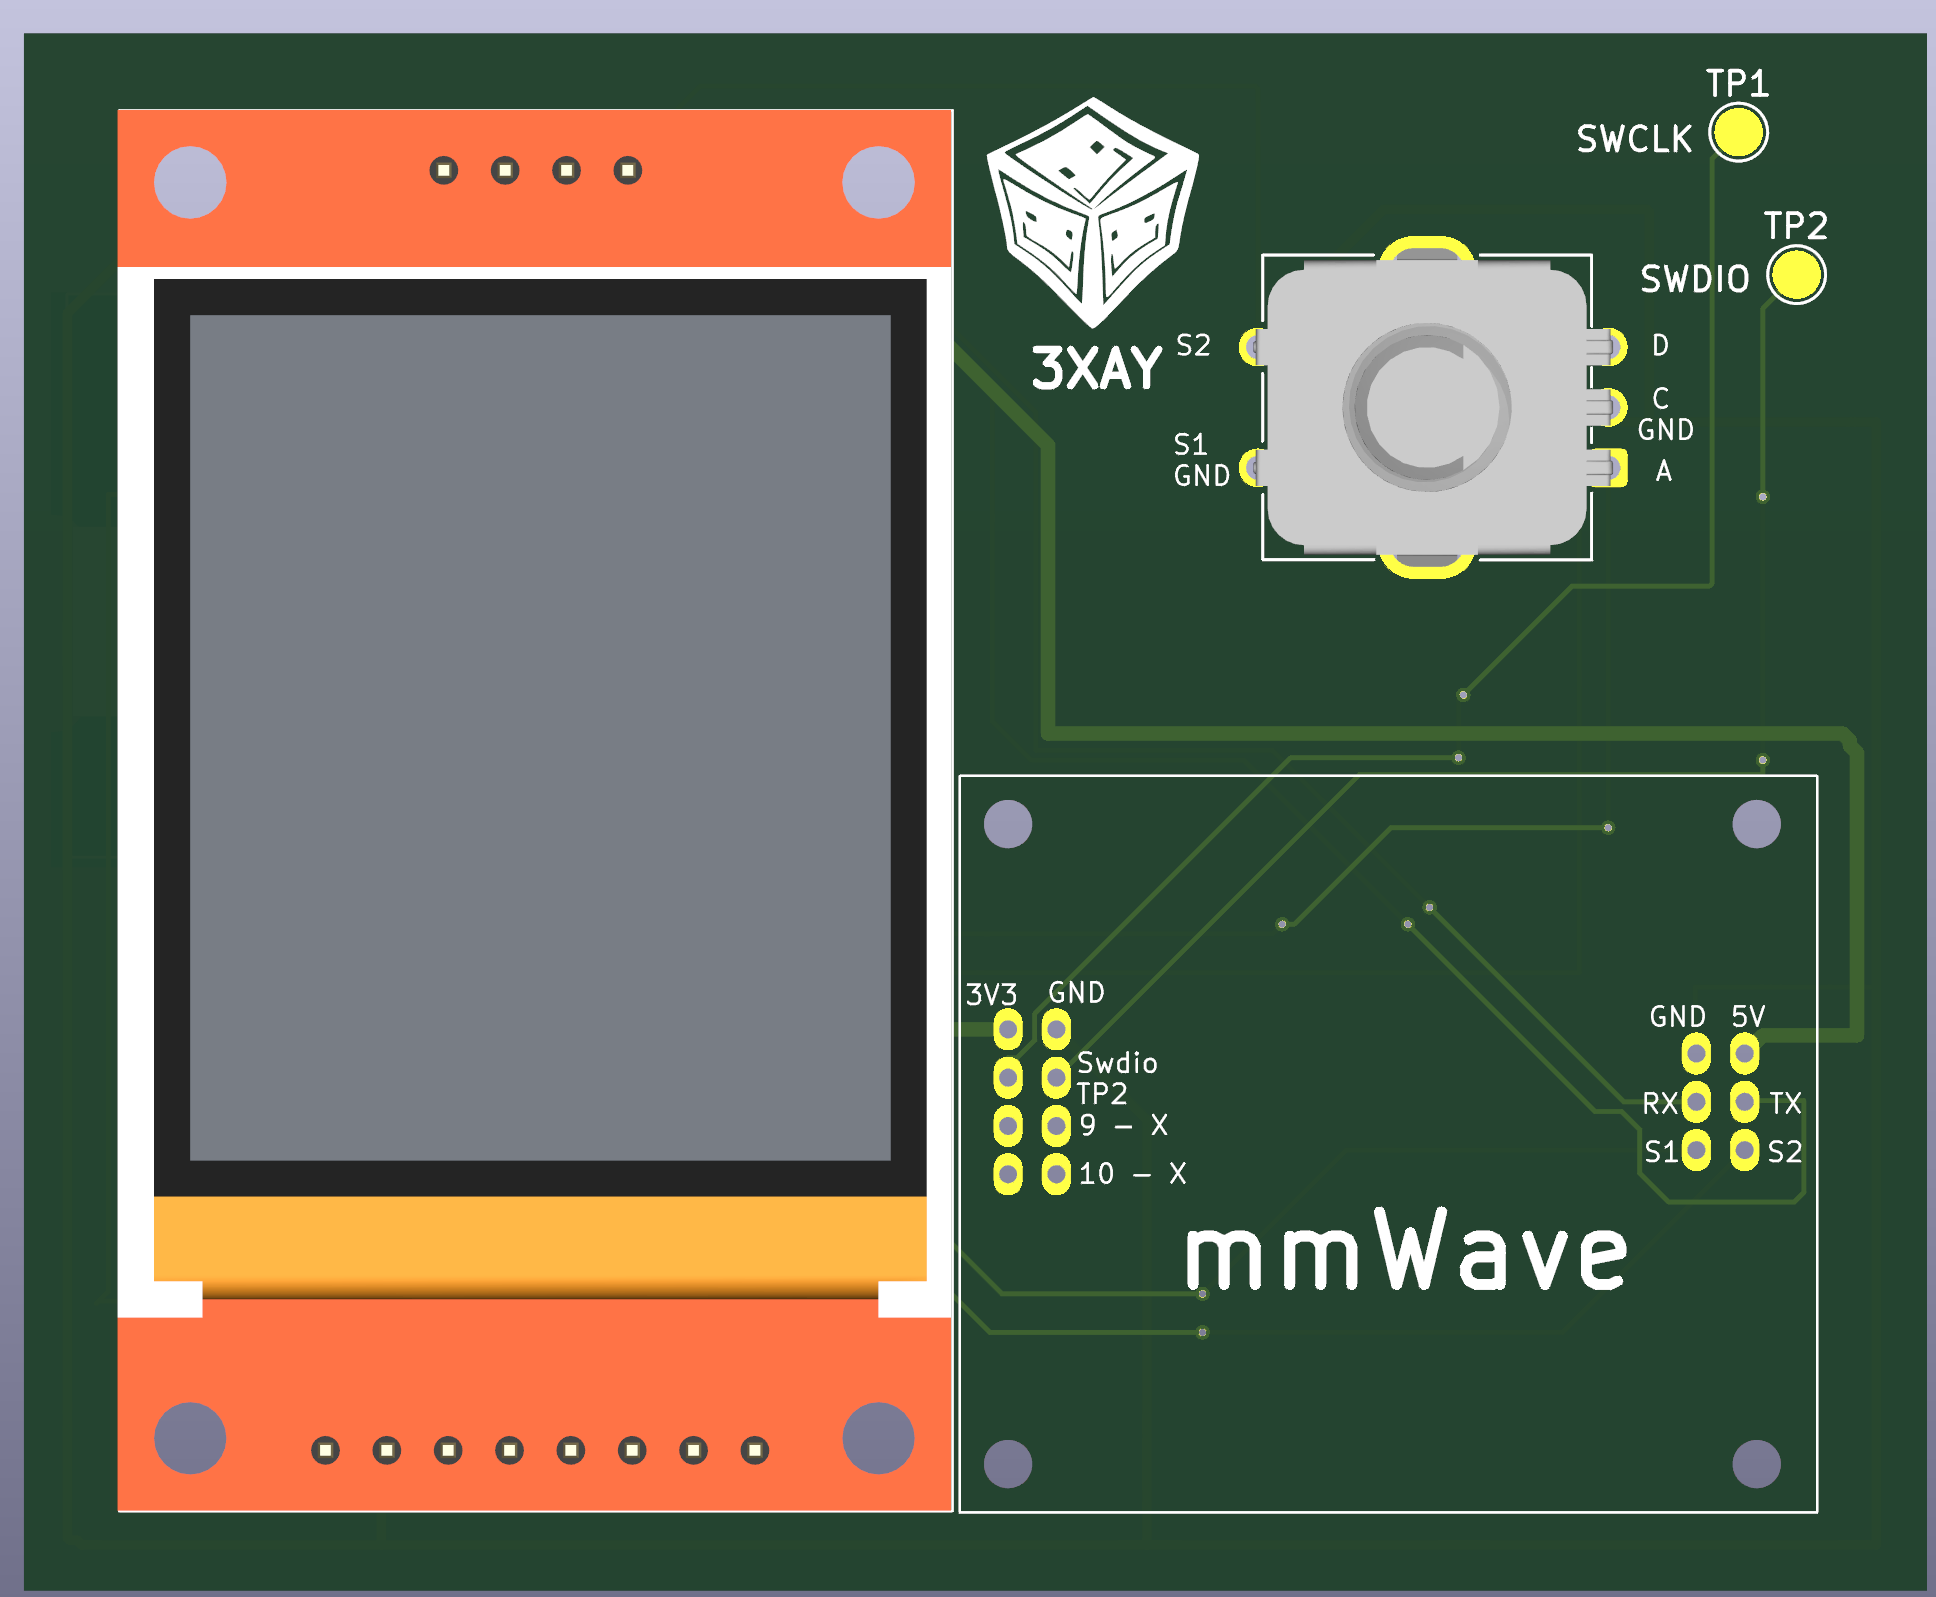 TP1
SWCLK
TP2
SWDIO
3XAY
S2
D
C
GND
S1
GND
A
3V3
GND
Swdio
TP2
9 - X
10 - X
GND
5V
RX
TX
S1
S2
mmWave